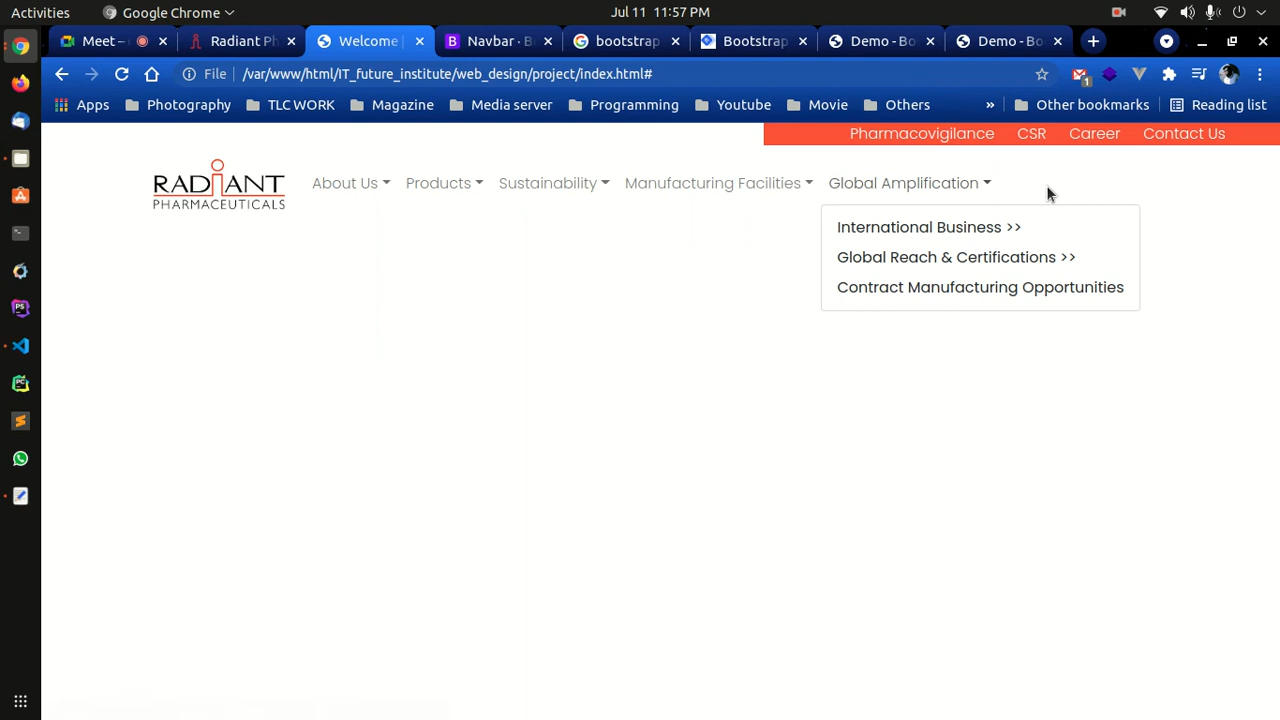 Activities Google Chrome Jul 11 11:57 PM
Meet – Radiant Ph Welcome Navbar · B bootstrap Bootstrap Demo - Bo Demo - Bo
File /var/www/html/IT_future_institute/web_design/project/index.html#
1
Apps Photography TLC WORK Magazine Media server Programming Youtube Movie Others » Other bookmarks Reading list
Pharmacovigilance CSR Career Contact Us
RADiANT
PHARMACEUTICALS
About Us Products Sustainability Manufacturing Facilities Global Amplification
International Business >>
Global Reach & Certifications >>
Contract Manufacturing Opportunities